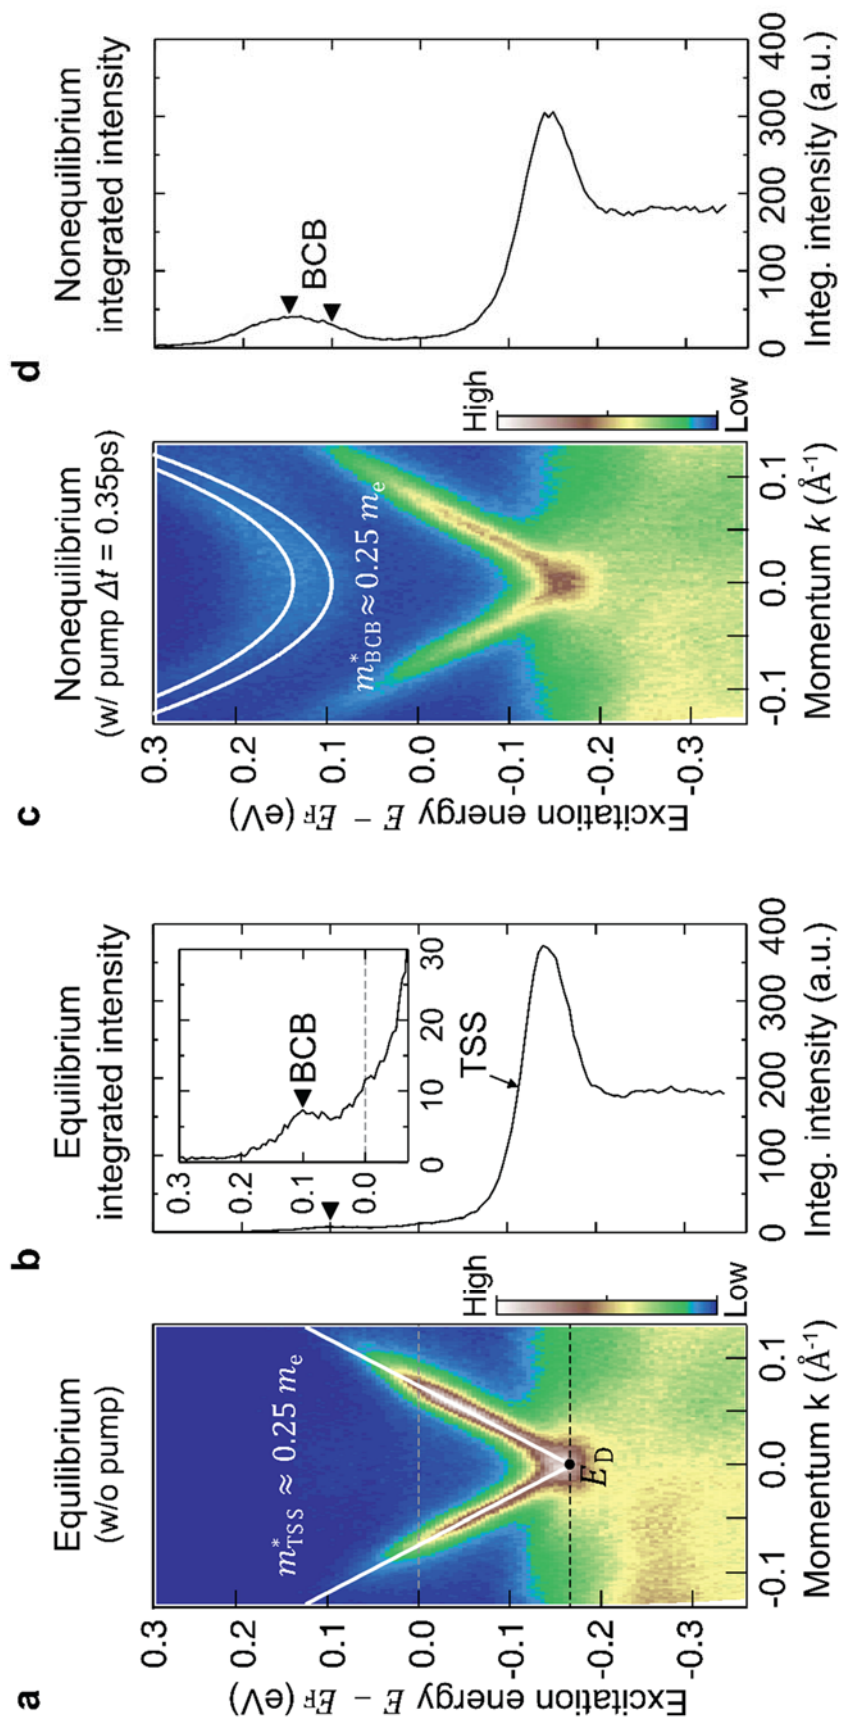 a
Equilibrium
(w/o pump)
m*TSS ≈ 0.25 me
ED
0.3
0.2
0.1
0.0
-0.1
-0.2
-0.3
Excitation energy E − EF (eV)
-0.1
0.0
0.1
Momentum k (Å-1)
High
Low
b
Equilibrium
integrated intensity
0.3
0.2
0.1
0.0
BCB
0
10
20
30
TSS
0
100
200
300
400
Integ. intensity (a.u.)
c
Nonequilibrium
(w/ pump Δt = 0.35ps)
m*BCB ≈ 0.25 me
0.3
0.2
0.1
0.0
-0.1
-0.2
-0.3
Excitation energy E − EF (eV)
-0.1
0.0
0.1
Momentum k (Å-1)
High
Low
d
Nonequilibrium
integrated intensity
BCB
0
100
200
300
400
Integ. intensity (a.u.)